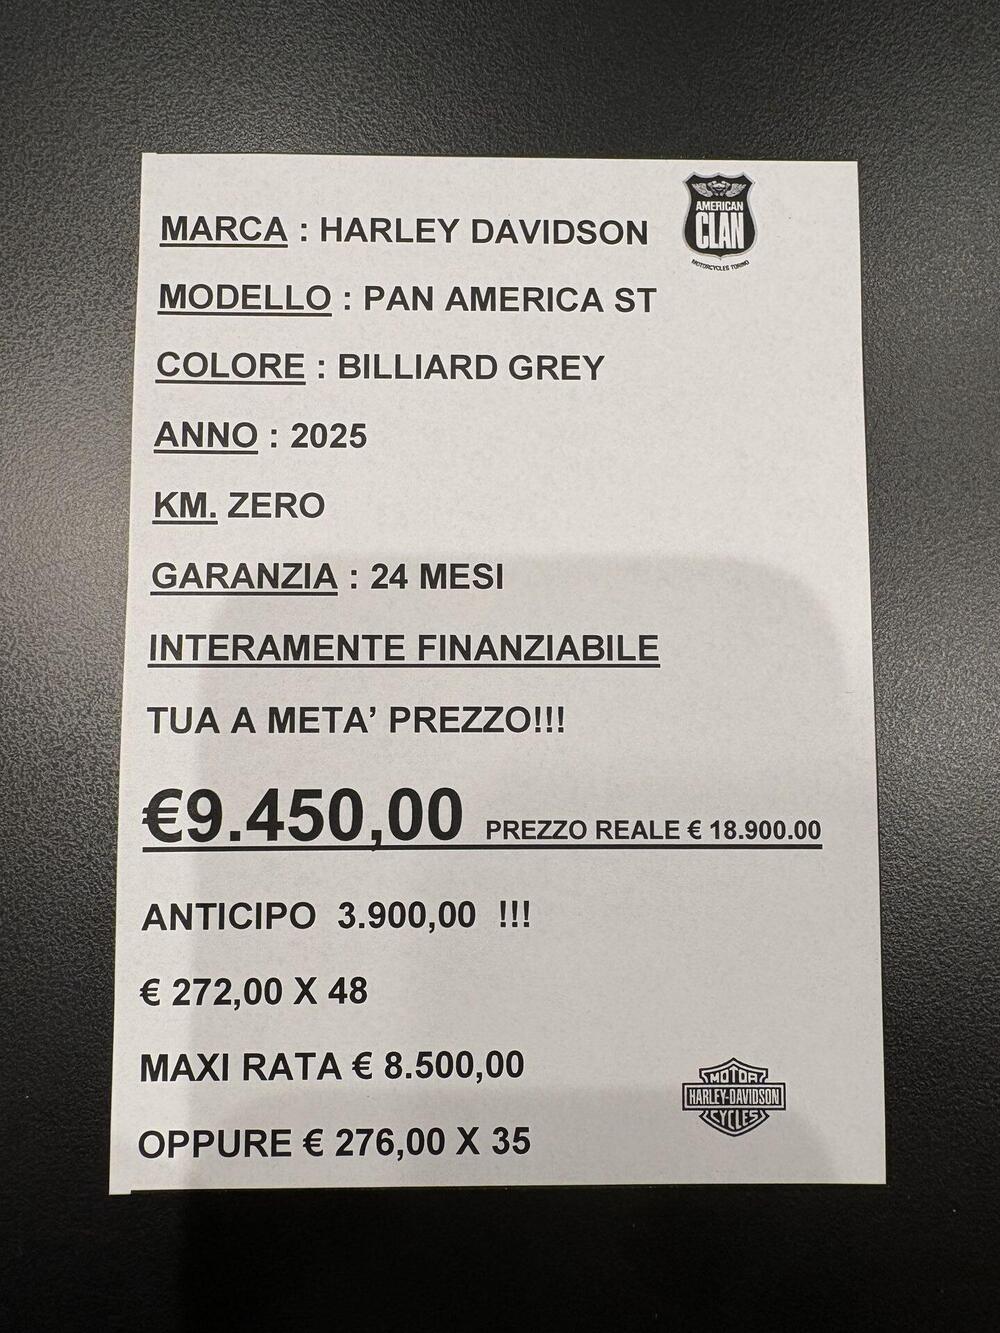 AMERICAN
CLAN
MOTORCYCLES TORINO
MARCA : HARLEY DAVIDSON
MODELLO : PAN AMERICA ST
COLORE : BILLIARD GREY
ANNO : 2025
KM. ZERO
GARANZIA : 24 MESI
INTERAMENTE FINANZIABILE
TUA A META’ PREZZO!!!
€9.450,00 PREZZO REALE € 18.900.00
ANTICIPO 3.900,00 !!!
€ 272,00 X 48
MAXI RATA € 8.500,00
OPPURE € 276,00 X 35
MOTOR
HARLEY-DAVIDSON
CYCLES